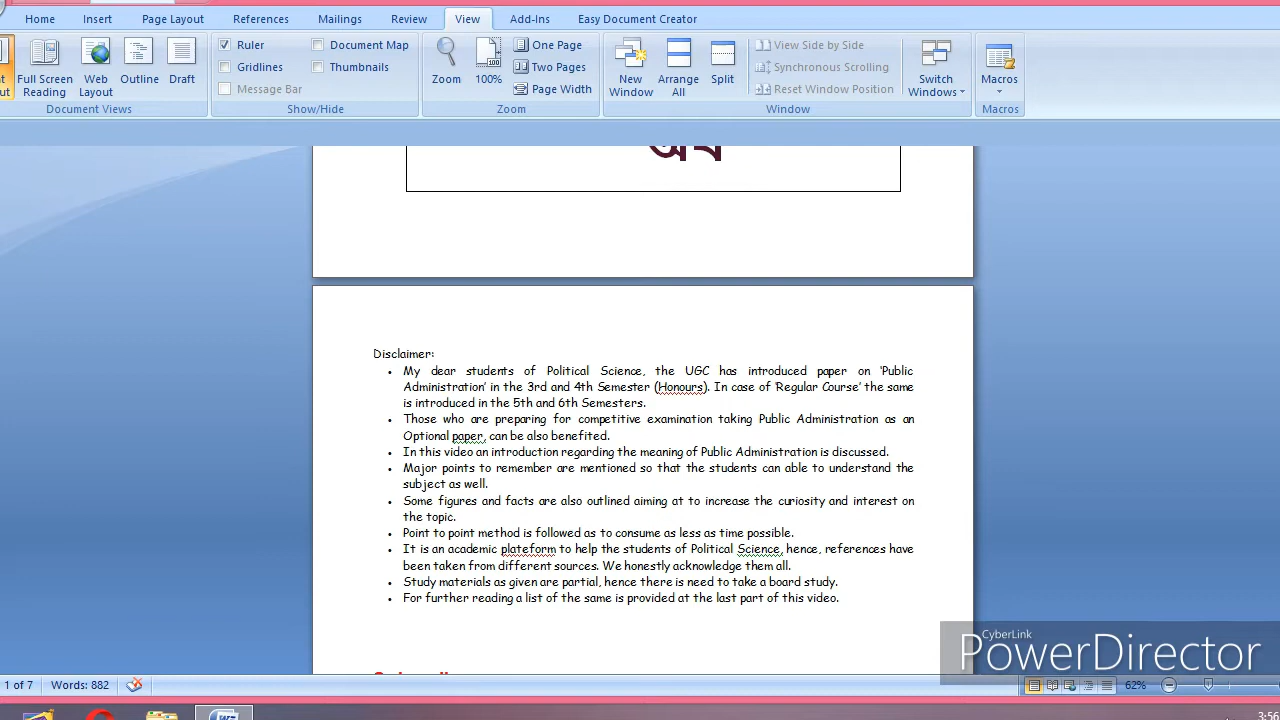 Home Insert Page Layout References Mailings Review View Add-Ins Easy Document Creator
Ruler Document Map View Side by Side
Gridlines Thumbnails Synchronous Scrolling
Message Bar Reset Window Position
Full Screen Reading Web Layout Outline Draft Zoom 100% One Page Two Pages Page Width New Window Arrange All Split Switch Windows Macros
Document Views Show/Hide Zoom Window Macros
Disclaimer:
• My dear students of Political Science, the UGC has introduced paper on ‘Public
Administration’ in the 3rd and 4th Semester (Honours). In case of ‘Regular Course’ the same
is introduced in the 5th and 6th Semesters.
• Those who are preparing for competitive examination taking Public Administration as an
Optional paper, can be also benefited.
• In this video an introduction regarding the meaning of Public Administration is discussed.
• Major points to remember are mentioned so that the students can able to understand the
subject as well.
• Some figures and facts are also outlined aiming at to increase the curiosity and interest on
the topic.
• Point to point method is followed as to consume as less as time possible.
• It is an academic plateform to help the students of Political Science, hence, references have
been taken from different sources. We honestly acknowledge them all.
• Study materials as given are partial, hence there is need to take a board study.
• For further reading a list of the same is provided at the last part of this video.
CyberLink
PowerDirector
1 of 7 Words: 882 62%
3:56